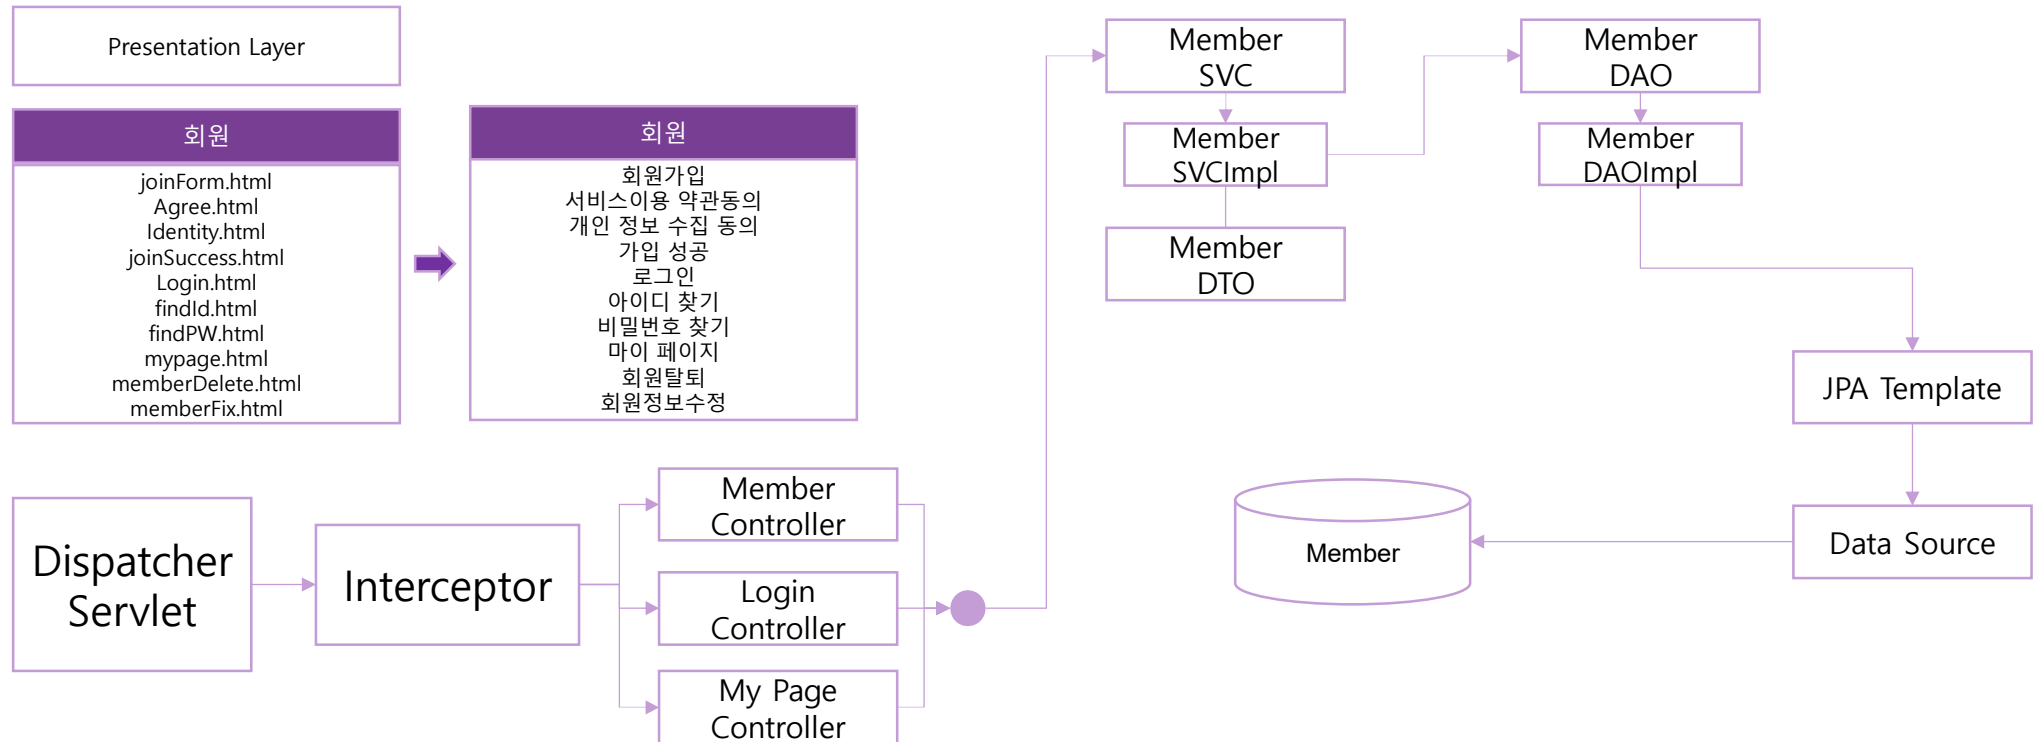 Presentation Layer
회원
joinForm.html
Agree.html
Identity.html
joinSuccess.html
Login.html
findId.html
findPW.html
mypage.html
memberDelete.html
memberFix.html
회원
회원가입
서비스이용 약관동의
개인 정보 수집 동의
가입 성공
로그인
아이디 찾기
비밀번호 찾기
마이 페이지
회원탈퇴
회원정보수정
Dispatcher
Servlet
Interceptor
Member
Controller
Login
Controller
My Page
Controller
Member
SVC
Member
SVCImpl
Member
DTO
Member
DAO
Member
DAOImpl
JPA Template
Data Source
Member